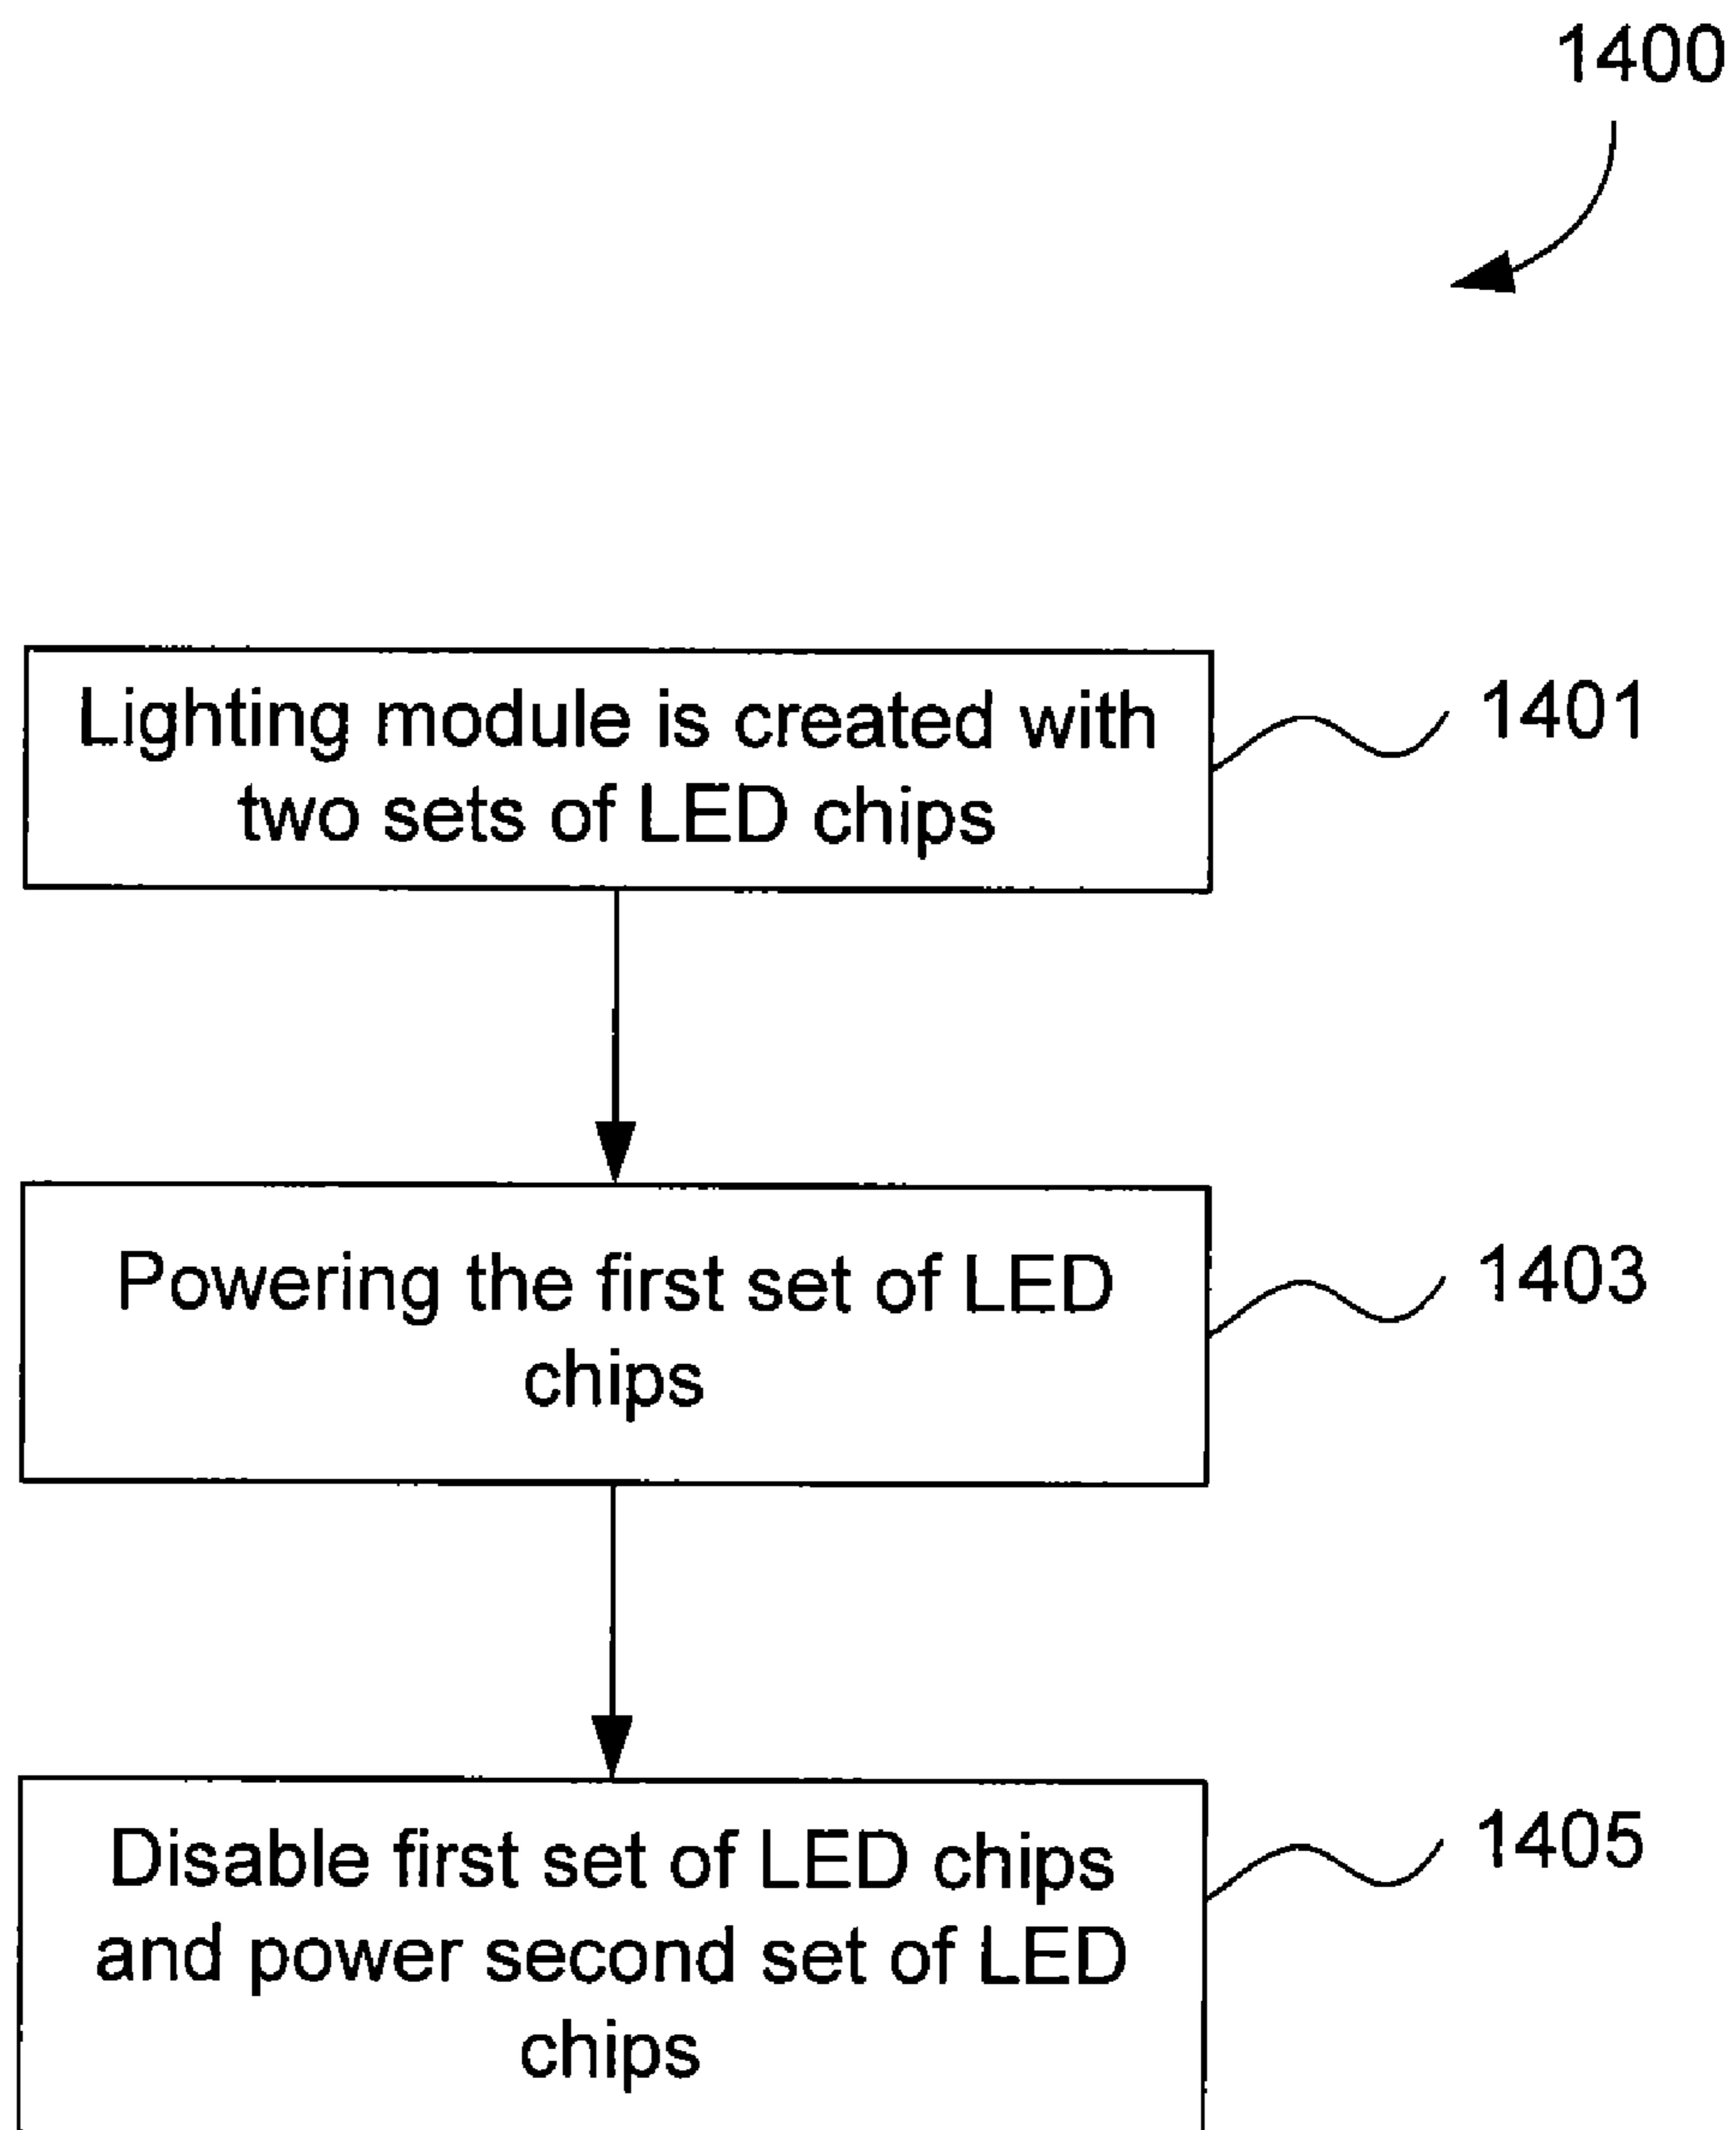 1400
Lighting module is created with
two sets of LED chips
1401
Powering the first set of LED
chips
1403
Disable first set of LED chips
and power second set of LED
chips
1405